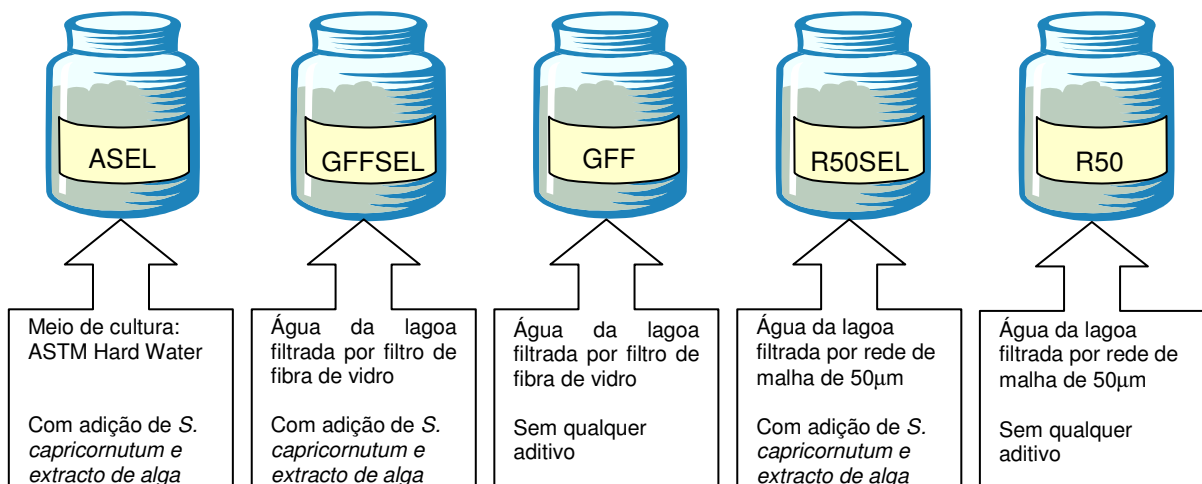 ASEL
GFFSEL
GFF
R50SEL
R50
Meio de cultura:
ASTM Hard Water
Com adição de S.
capricornutum e
extracto de alga
Água da lagoa
filtrada por filtro de
fibra de vidro
Com adição de S.
capricornutum e
extracto de alga
Água da lagoa
filtrada por filtro de
fibra de vidro
Sem qualquer
aditivo
Água da lagoa
filtrada por rede de
malha de 50μm
Com adição de S.
capricornutum e
extracto de alga
Água da lagoa
filtrada por rede de
malha de 50μm
Sem qualquer
aditivo